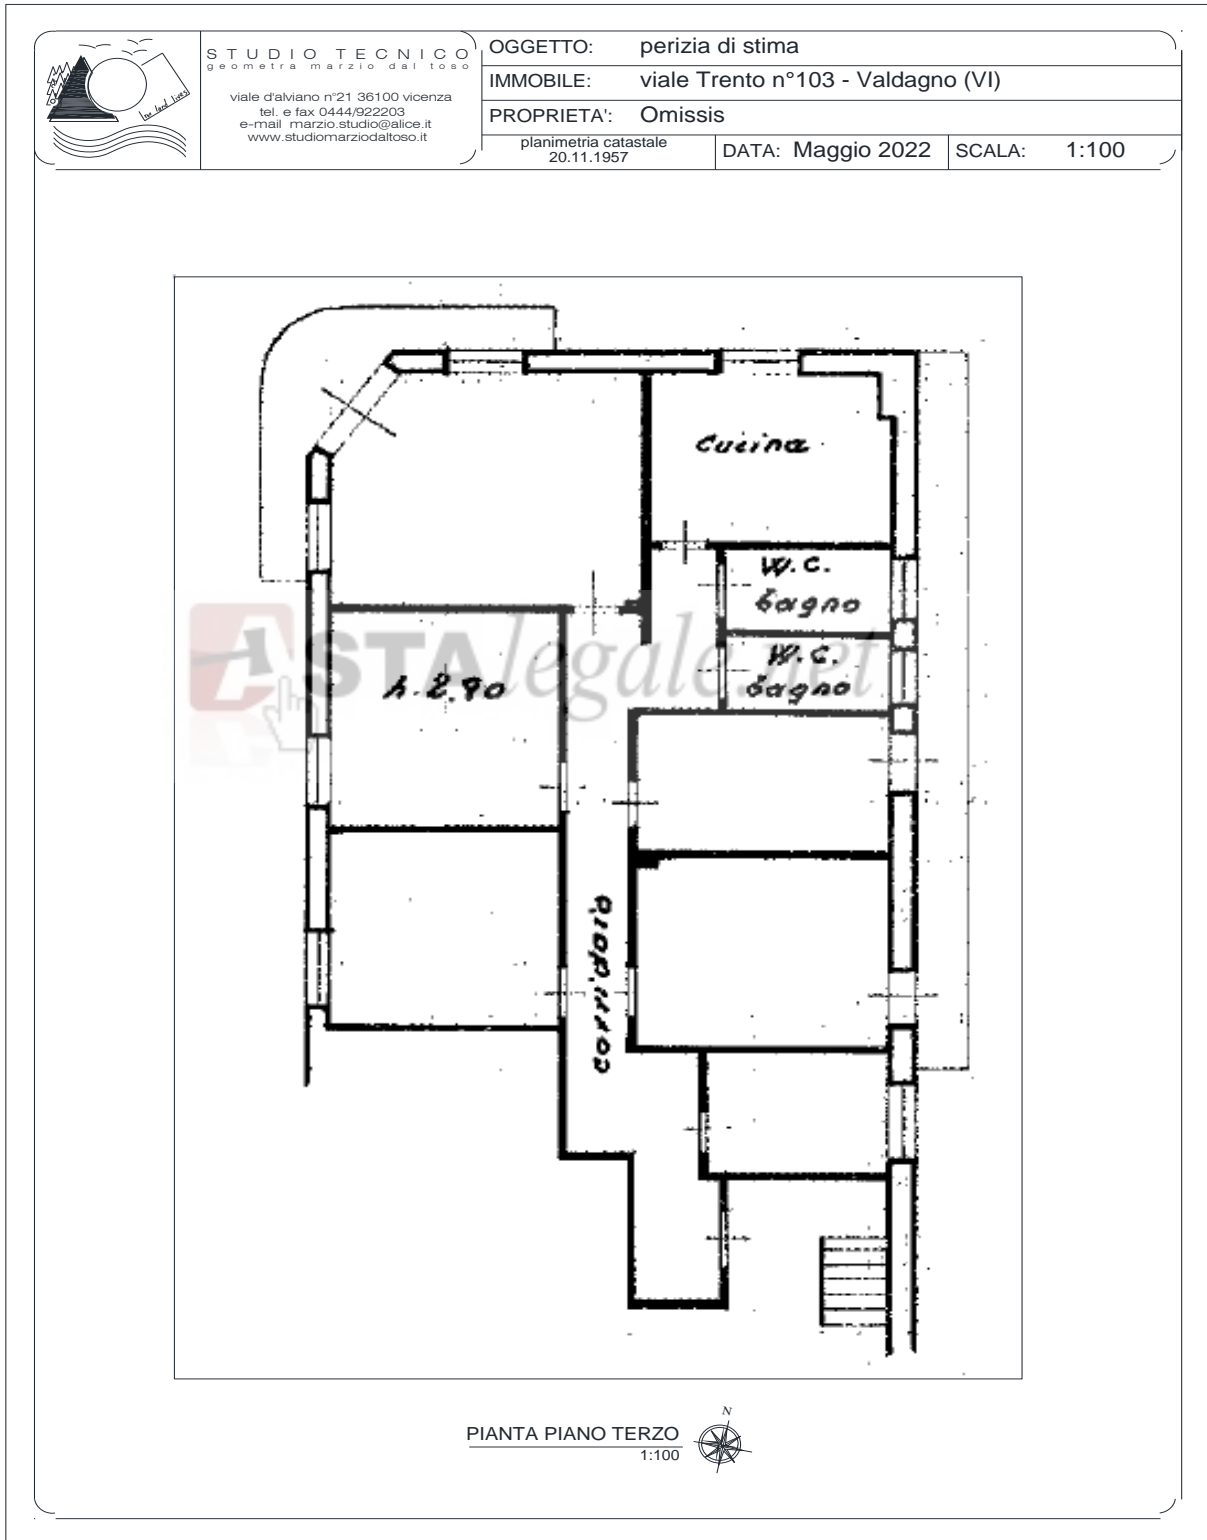 STUDIO TECNICO
geometra marzio dal toso
viale d'alviano n°21 36100 vicenza
tel. e fax 0444/922203
e-mail marzio.studio@alice.it
www.studiomarziodaltoso.it
OGGETTO: perizia di stima
IMMOBILE: viale Trento n°103 - Valdagno (VI)
PROPRIETA': Omissis
planimetria catastale
20.11.1957
DATA: Maggio 2022
SCALA: 1:100
cucina
W.C.
bagno
W.C.
bagno
ASTAlegale.net
h. 2.90
corridoio
PIANTA PIANO TERZO
1:100
N